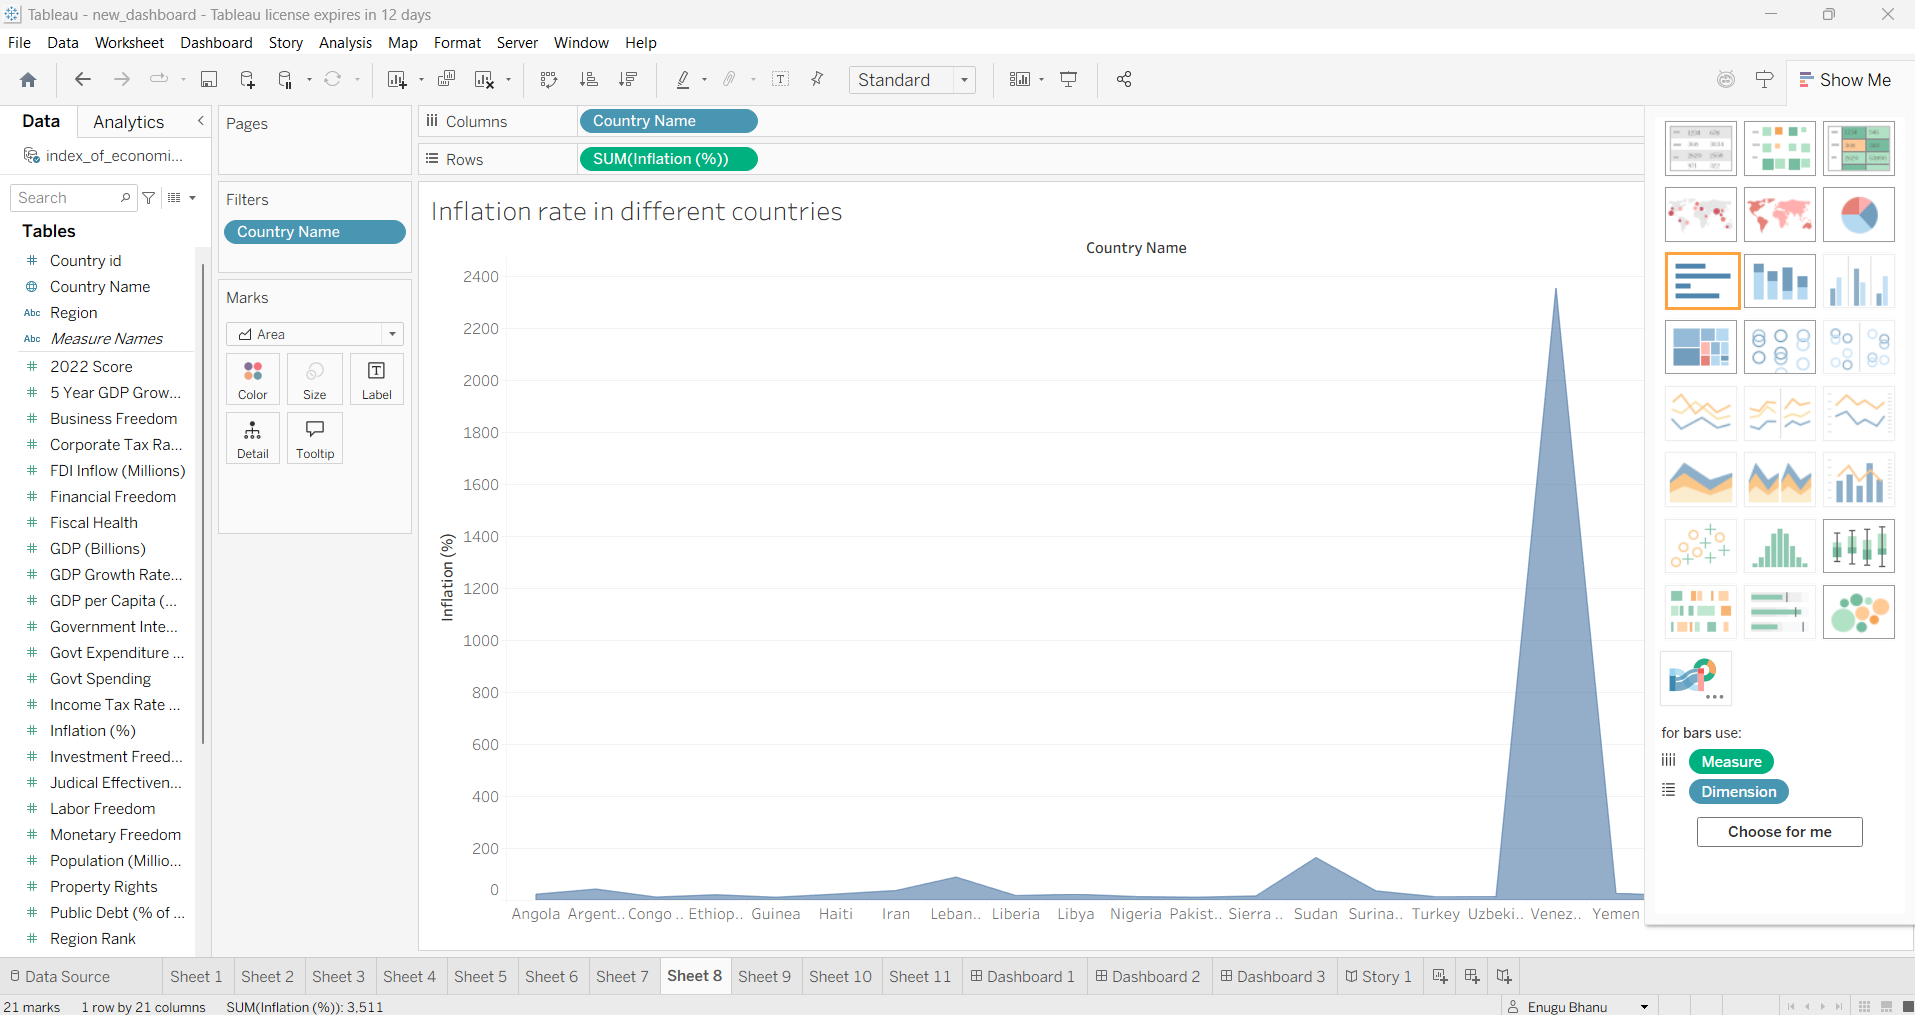 Tableau - new_dashboard - Tableau license expires in 12 days
File Data Worksheet Dashboard Story Analysis Map Format Server Window Help
Standard
Show Me
Data Analytics
index_of_economi...
Search
Tables
Country id
Country Name
Abc Region
Abc Measure Names
2022 Score
5 Year GDP Grow...
Business Freedom
Corporate Tax Ra...
FDI Inflow (Millions)
Financial Freedom
Fiscal Health
GDP (Billions)
GDP Growth Rate...
GDP per Capita (...
Government Inte...
Govt Expenditure ...
Govt Spending
Income Tax Rate ...
Inflation (%)
Investment Freed...
Judical Effectiven...
Labor Freedom
Monetary Freedom
Population (Millio...
Property Rights
Public Debt (% of ...
Region Rank
Pages
Filters
Country Name
Marks
Area
Color Size Label
Detail Tooltip
Columns Country Name
Rows SUM(Inflation (%))
Inflation rate in different countries
Country Name
Inflation (%)
2400
2200
2000
1800
1600
1400
1200
1000
800
600
400
200
0
Angola Argent.. Congo .. Ethiop.. Guinea Haiti Iran Leban.. Liberia Libya Nigeria Pakist.. Sierra .. Sudan Surina.. Turkey Uzbeki.. Venez.. Yemen
for bars use:
Measure
Dimension
Choose for me
Data Source Sheet 1 Sheet 2 Sheet 3 Sheet 4 Sheet 5 Sheet 6 Sheet 7 Sheet 8 Sheet 9 Sheet 10 Sheet 11 Dashboard 1 Dashboard 2 Dashboard 3 Story 1
21 marks 1 row by 21 columns SUM(Inflation (%)): 3,511
Enugu Bhanu